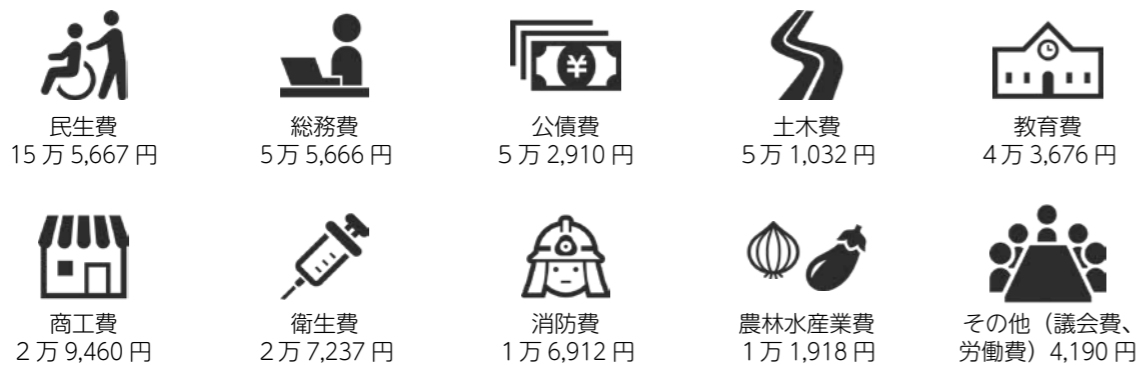 民生費
15万5,667円
総務費
5万5,666円
¥
公債費
5万2,910円
土木費
5万1,032円
教育費
4万3,676円
商工費
2万9,460円
衛生費
2万7,237円
消防費
1万6,912円
農林水産業費
1万1,918円
その他（議会費、
労働費）4,190円